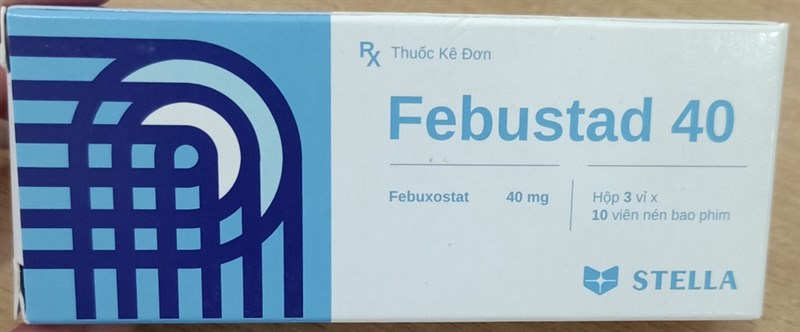 Rx Thuốc Kê Đơn
Febustad 40
Febuxostat 40 mg
Hộp 3 vỉ x
10 viên nén bao phim
STELLA